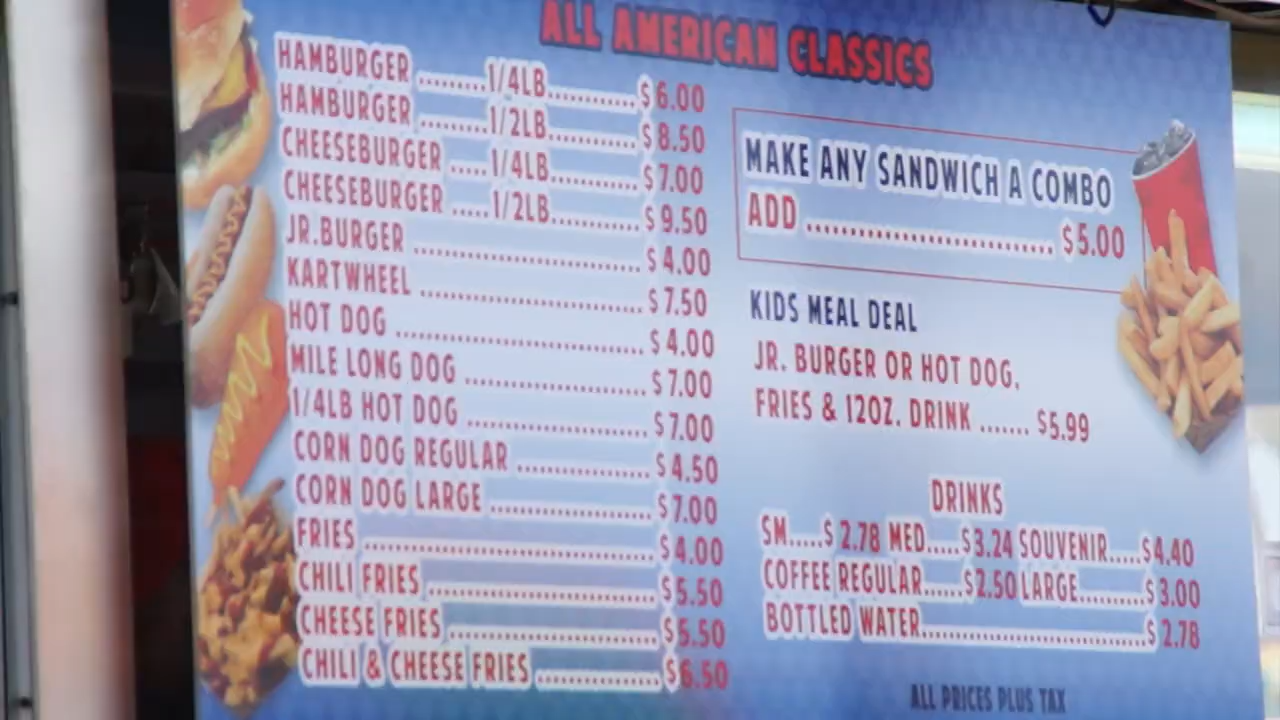 ALL AMERICAN CLASSICS
HAMBURGER .........1/4LB............$6.00
HAMBURGER .........1/2LB............$8.50
CHEESEBURGER .....1/4LB............$7.00
CHEESEBURGER .....1/2LB............$9.50
JR.BURGER ................................$4.00
KARTWHEEL ................................$7.50
HOT DOG ....................................$4.00
MILE LONG DOG ..........................$7.00
1/4LB HOT DOG ..........................$7.00
CORN DOG REGULAR ...................$4.50
CORN DOG LARGE .......................$7.00
FRIES .........................................$4.00
CHILI FRIES .................................$5.50
CHEESE FRIES ..............................$5.50
CHILI & CHEESE FRIES .................$6.50
MAKE ANY SANDWICH A COMBO
ADD ............................ $5.00
KIDS MEAL DEAL
JR. BURGER OR HOT DOG,
FRIES & 12OZ. DRINK ....... $5.99
DRINKS
SM.....$ 2.78 MED.....$3.24 SOUVENIR....$4.40
COFFEE REGULAR......$2.50 LARGE..........$3.00
BOTTLED WATER..................................$ 2.78
ALL PRICES PLUS TAX